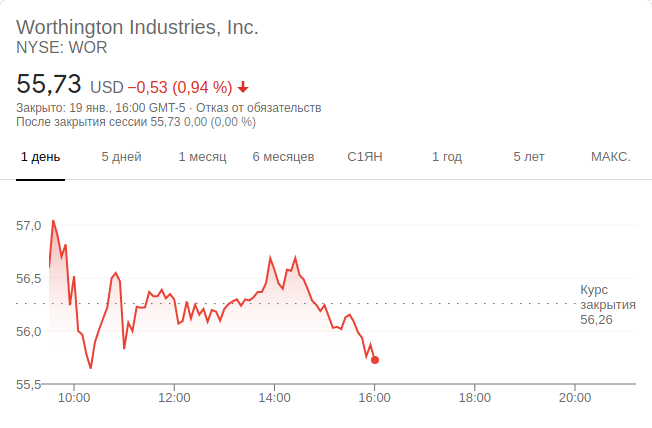 Worthington Industries, Inc.
NYSE: WOR
55,73 USD −0,53 (0,94 %)
Закрыто: 19 янв., 16:00 GMT-5 · Отказ от обязательств
После закрытия сессии 55,73 0,00 (0,00 %)
1 день 5 дней 1 месяц 6 месяцев С1ЯН 1 год 5 лет МАКС.
57,0
56,5
Курс
закрытия
56,26
56,0
55,5
10:00 12:00 14:00 16:00 18:00 20:00